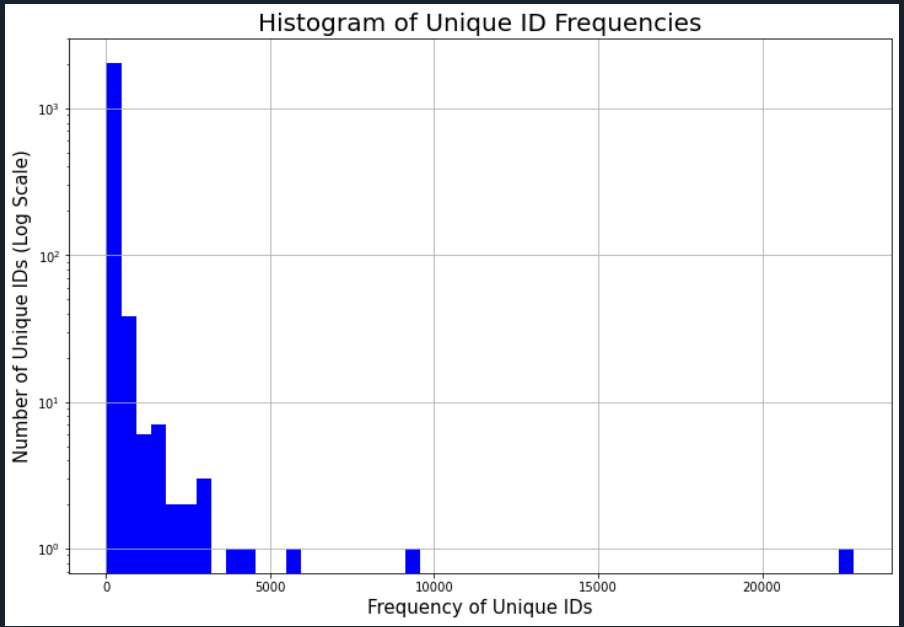 Histogram of Unique ID Frequencies
Number of Unique IDs (Log Scale)
10³
10²
10¹
10⁰
0 5000 10000 15000 20000
Frequency of Unique IDs